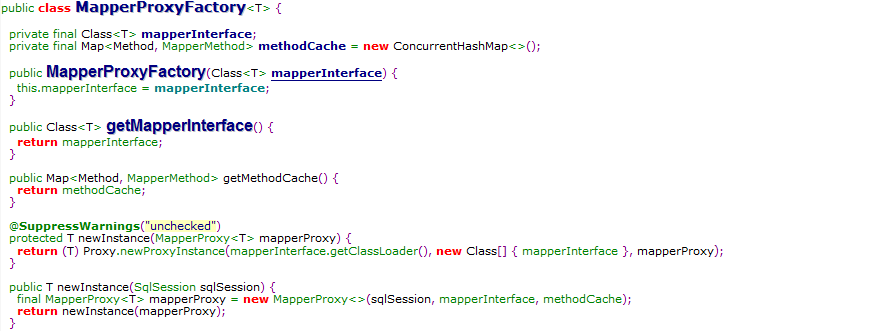 public class MapperProxyFactory<T> {
private final Class<T> mapperInterface;
private final Map<Method, MapperMethod> methodCache = new ConcurrentHashMap<>();
public MapperProxyFactory(Class<T> mapperInterface) {
this.mapperInterface = mapperInterface;
}
public Class<T> getMapperInterface() {
return mapperInterface;
}
public Map<Method, MapperMethod> getMethodCache() {
return methodCache;
}
@SuppressWarnings("unchecked")
protected T newInstance(MapperProxy<T> mapperProxy) {
return (T) Proxy.newProxyInstance(mapperInterface.getClassLoader(), new Class[] { mapperInterface }, mapperProxy);
}
public T newInstance(SqlSession sqlSession) {
final MapperProxy<T> mapperProxy = new MapperProxy<>(sqlSession, mapperInterface, methodCache);
return newInstance(mapperProxy);
}